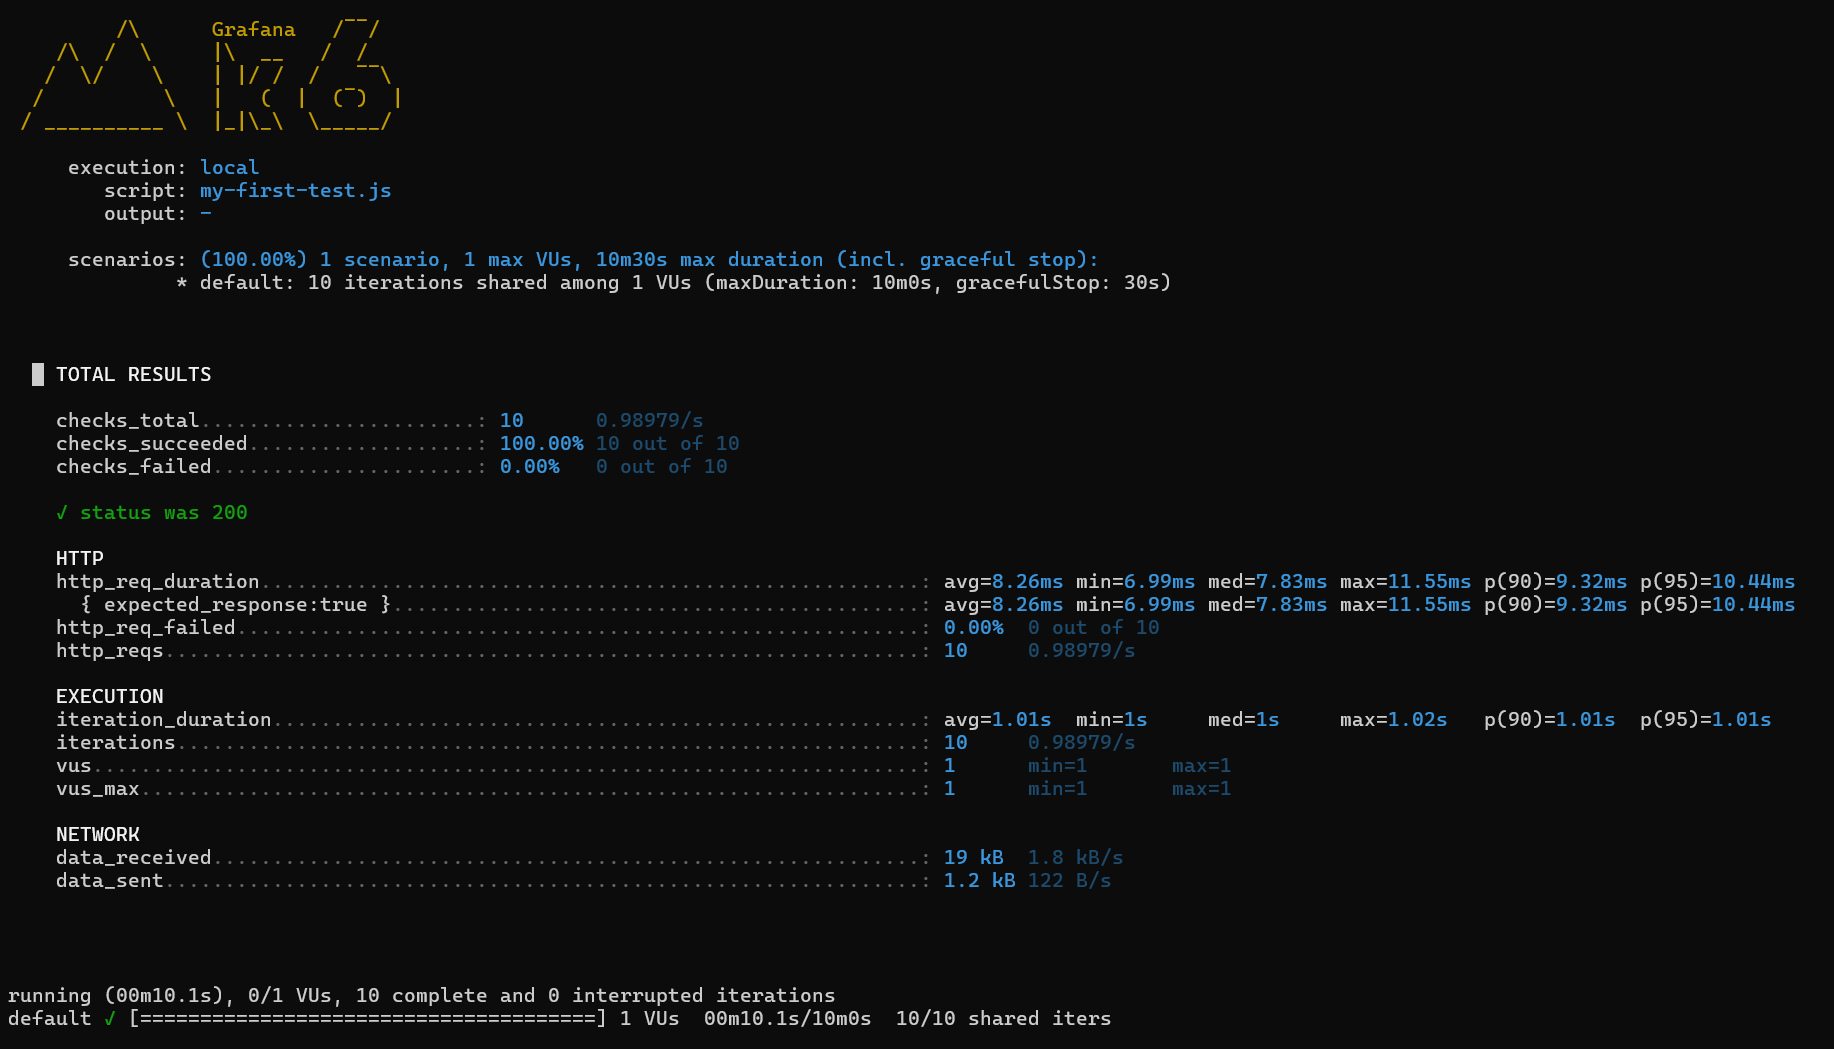 /\      Grafana   /‾‾/
    /\  /  \     |\  __   /  /
   /  \/    \    | |/ /  /   ‾‾\
  /          \   |   (  |  (‾)  |
 / __________ \  |_|\_\  \_____/
execution: local
script: my-first-test.js
output: -
scenarios: (100.00%) 1 scenario, 1 max VUs, 10m30s max duration (incl. graceful stop):
* default: 10 iterations shared among 1 VUs (maxDuration: 10m0s, gracefulStop: 30s)
█ TOTAL RESULTS
checks_total.......................: 10      0.98979/s
checks_succeeded...................: 100.00% 10 out of 10
checks_failed......................: 0.00%   0 out of 10
✓ status was 200
HTTP
http_req_duration.......................................................: avg=8.26ms min=6.99ms med=7.83ms max=11.55ms p(90)=9.32ms p(95)=10.44ms
{ expected_response:true }............................................: avg=8.26ms min=6.99ms med=7.83ms max=11.55ms p(90)=9.32ms p(95)=10.44ms
http_req_failed.........................................................: 0.00%  0 out of 10
http_reqs...............................................................: 10     0.98979/s
EXECUTION
iteration_duration......................................................: avg=1.01s  min=1s     med=1s     max=1.02s   p(90)=1.01s  p(95)=1.01s
iterations..............................................................: 10     0.98979/s
vus.....................................................................: 1      min=1       max=1
vus_max.................................................................: 1      min=1       max=1
NETWORK
data_received...........................................................: 19 kB  1.8 kB/s
data_sent...............................................................: 1.2 kB 122 B/s
running (00m10.1s), 0/1 VUs, 10 complete and 0 interrupted iterations
default ✓ [======================================] 1 VUs  00m10.1s/10m0s  10/10 shared iters